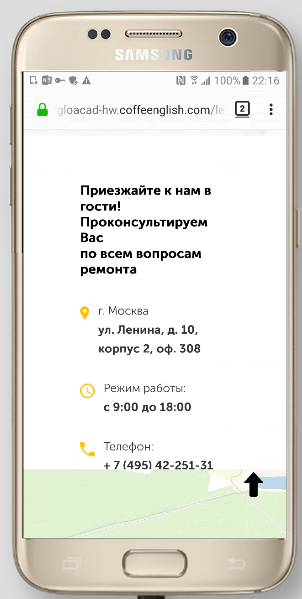 SAMSUNG
100% 22:16
gloacad-hw.coffeenglish.com/le
2
Приезжайте к нам в
гости!
Проконсультируем
Вас
по всем вопросам
ремонта
г. Москва
ул. Ленина, д. 10,
корпус 2, оф. 308
Режим работы:
с 9:00 до 18:00
Телефон:
+ 7 (495) 42-251-31